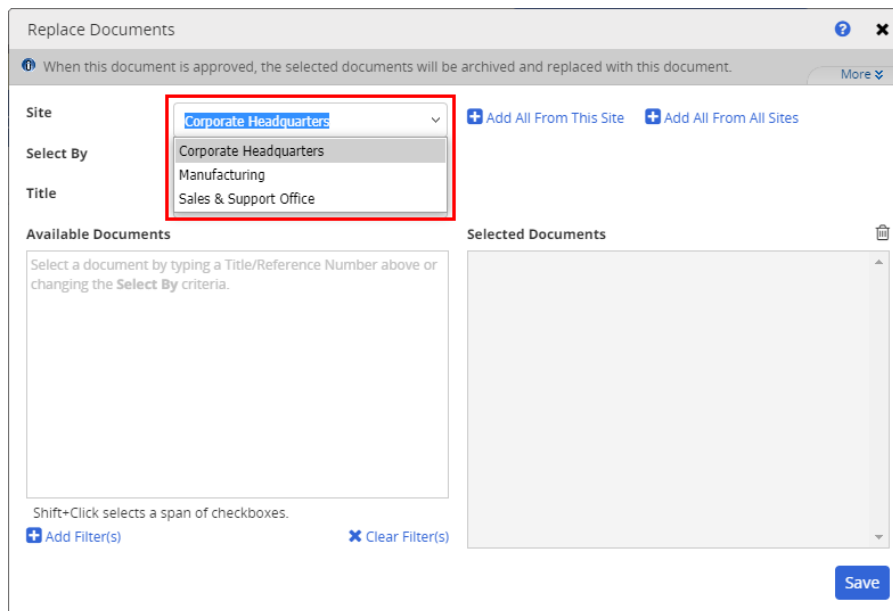 Replace Documents
When this document is approved, the selected documents will be archived and replaced with this document.
More
Site
Corporate Headquarters
Add All From This Site
Add All From All Sites
Select By
Corporate Headquarters
Manufacturing
Title
Sales & Support Office
Available Documents
Selected Documents
Select a document by typing a Title/Reference Number above or
changing the Select By criteria.
Shift+Click selects a span of checkboxes.
Add Filter(s)
Clear Filter(s)
Save